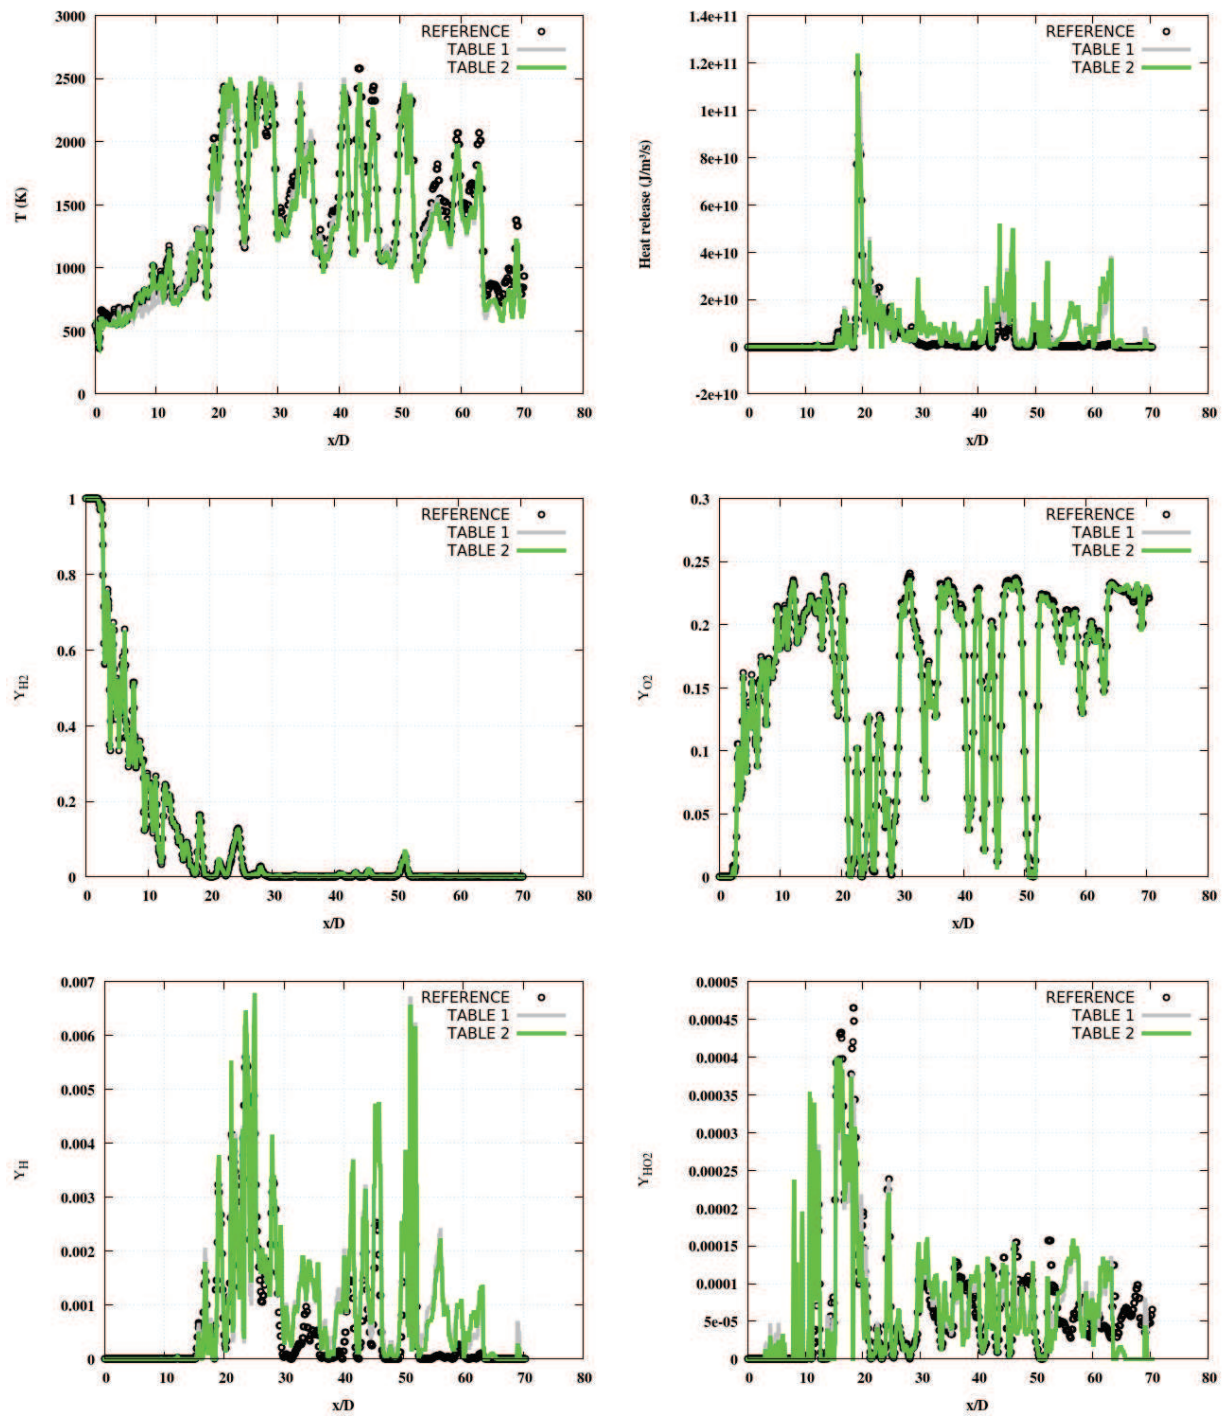 3000
2500
2000
1500
1000
500
0
T (K)
REFERENCE
TABLE 1
TABLE 2
0 10 20 30 40 50 60 70 80
x/D
1.4e+11
1.2e+11
1e+11
8e+10
6e+10
4e+10
2e+10
0
-2e+10
Heat release (J/m³/s)
REFERENCE
TABLE 1
TABLE 2
0 10 20 30 40 50 60 70 80
x/D
1
0.8
0.6
0.4
0.2
0
Y_H2
REFERENCE
TABLE 1
TABLE 2
0 10 20 30 40 50 60 70 80
x/D
0.3
0.25
0.2
0.15
0.1
0.05
0
Y_O2
REFERENCE
TABLE 1
TABLE 2
0 10 20 30 40 50 60 70 80
x/D
0.007
0.006
0.005
0.004
0.003
0.002
0.001
0
Y_H
REFERENCE
TABLE 1
TABLE 2
0 10 20 30 40 50 60 70 80
x/D
0.0005
0.00045
0.0004
0.00035
0.0003
0.00025
0.0002
0.00015
0.0001
5e-05
0
Y_HO2
REFERENCE
TABLE 1
TABLE 2
0 10 20 30 40 50 60 70 80
x/D